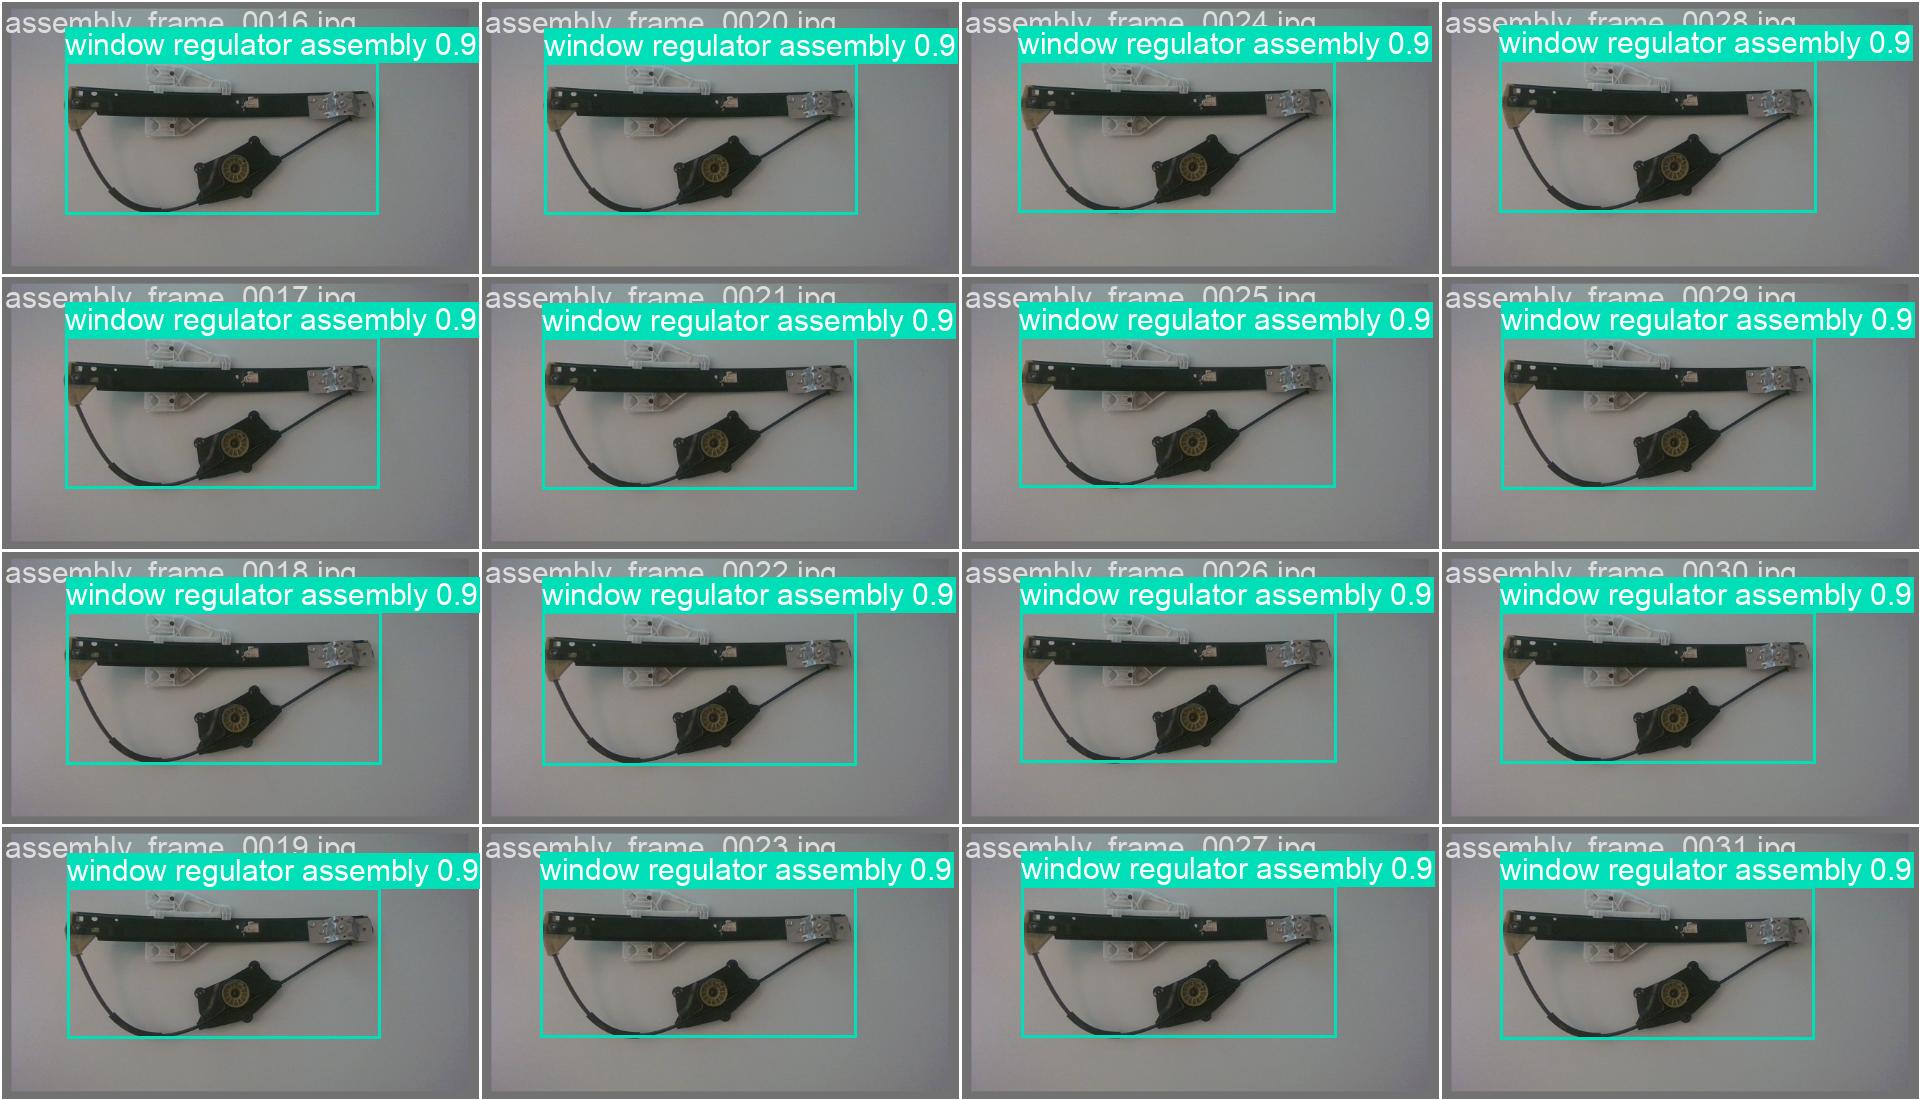 assembly_frame_0016.jpg
window regulator assembly 0.9
assembly_frame_0020.jpg
window regulator assembly 0.9
assembly_frame_0024.jpg
window regulator assembly 0.9
assembly_frame_0028.jpg
window regulator assembly 0.9
assembly_frame_0017.jpg
window regulator assembly 0.9
assembly_frame_0021.jpg
window regulator assembly 0.9
assembly_frame_0025.jpg
window regulator assembly 0.9
assembly_frame_0029.jpg
window regulator assembly 0.9
assembly_frame_0018.jpg
window regulator assembly 0.9
assembly_frame_0022.jpg
window regulator assembly 0.9
assembly_frame_0026.jpg
window regulator assembly 0.9
assembly_frame_0030.jpg
window regulator assembly 0.9
assembly_frame_0019.jpg
window regulator assembly 0.9
assembly_frame_0023.jpg
window regulator assembly 0.9
assembly_frame_0027.jpg
window regulator assembly 0.9
assembly_frame_0031.jpg
window regulator assembly 0.9